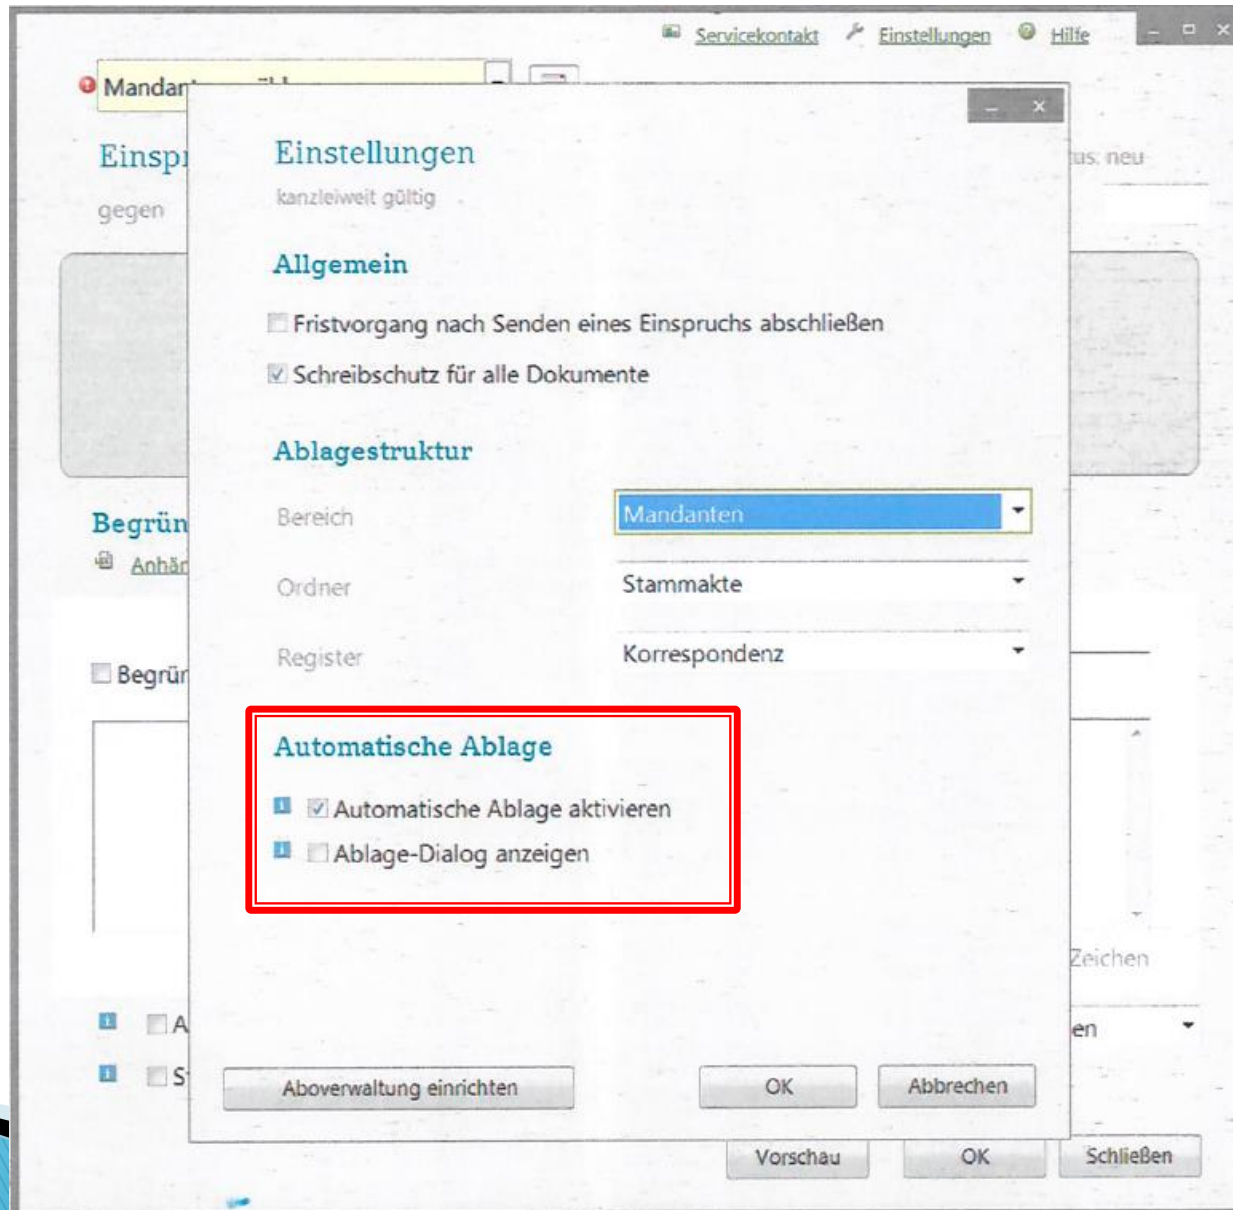 Servicekontakt Einstellungen Hilfe
Mandan
Einspr
gegen
us: neu
Einstellungen
kanzleiweit gültig
Allgemein
Fristvorgang nach Senden eines Einspruchs abschließen
Schreibschutz für alle Dokumente
Ablagestruktur
Bereich Mandanten
Ordner Stammakte
Register Korrespondenz
Begrün
Anhän
Begrün
Automatische Ablage
Automatische Ablage aktivieren
Ablage-Dialog anzeigen
Zeichen
A
en
S
Aboverwaltung einrichten OK Abbrechen
Vorschau OK Schließen